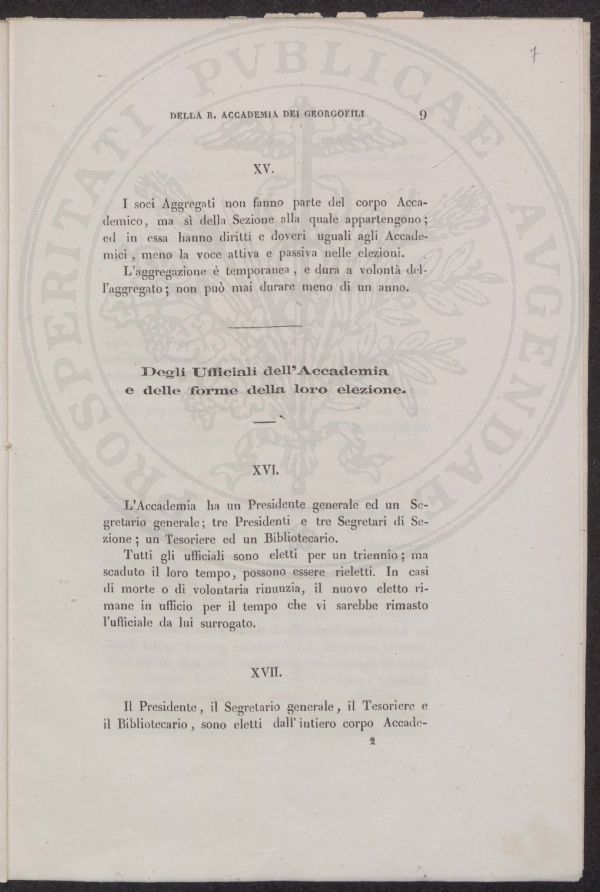 7
DELLA R. ACCADEMIA DEI GEORGOFILI 9
XV.
I soci Aggregati non fanno parte del corpo Acca-
demico, ma sì della Sezione alla quale appartengono;
ed in essa hanno diritti e doveri uguali agli Accade-
mici, meno la voce attiva e passiva nelle elezioni.
L'aggregazione è temporanea, e dura a volontà del-
l'aggregato; non può mai durare meno di un anno.
Degli Ufficiali dell'Accademia
e delle forme della loro elezione.
XVI.
L'Accademia ha un Presidente generale ed un Se-
gretario generale; tre Presidenti e tre Segretari di Se-
zione; un Tesoriere ed un Bibliotecario.
Tutti gli ufficiali sono eletti per un triennio; ma
scaduto il loro tempo, possono essere rieletti. In casi
di morte o di volontaria rinunzia, il nuovo eletto ri-
mane in ufficio per il tempo che vi sarebbe rimasto
l'ufficiale da lui surrogato.
XVII.
Il Presidente, il Segretario generale, il Tesoriere e
il Bibliotecario, sono eletti dall'intiero corpo Accade-
2
PROSPERITATI PVBLICAE AVGENDAE